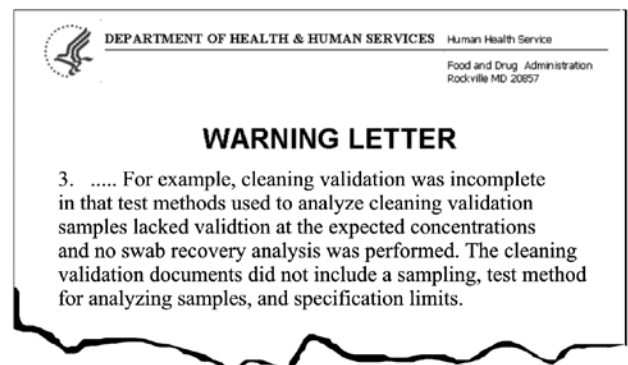 DEPARTMENT OF HEALTH & HUMAN SERVICES Human Health Service
Food and Drug Administration
Rockville MD 20857
WARNING LETTER
3. ..... For example, cleaning validation was incomplete
in that test methods used to analyze cleaning validation
samples lacked validtion at the expected concentrations
and no swab recovery analysis was performed. The cleaning
validation documents did not include a sampling, test method
for analyzing samples, and specification limits.